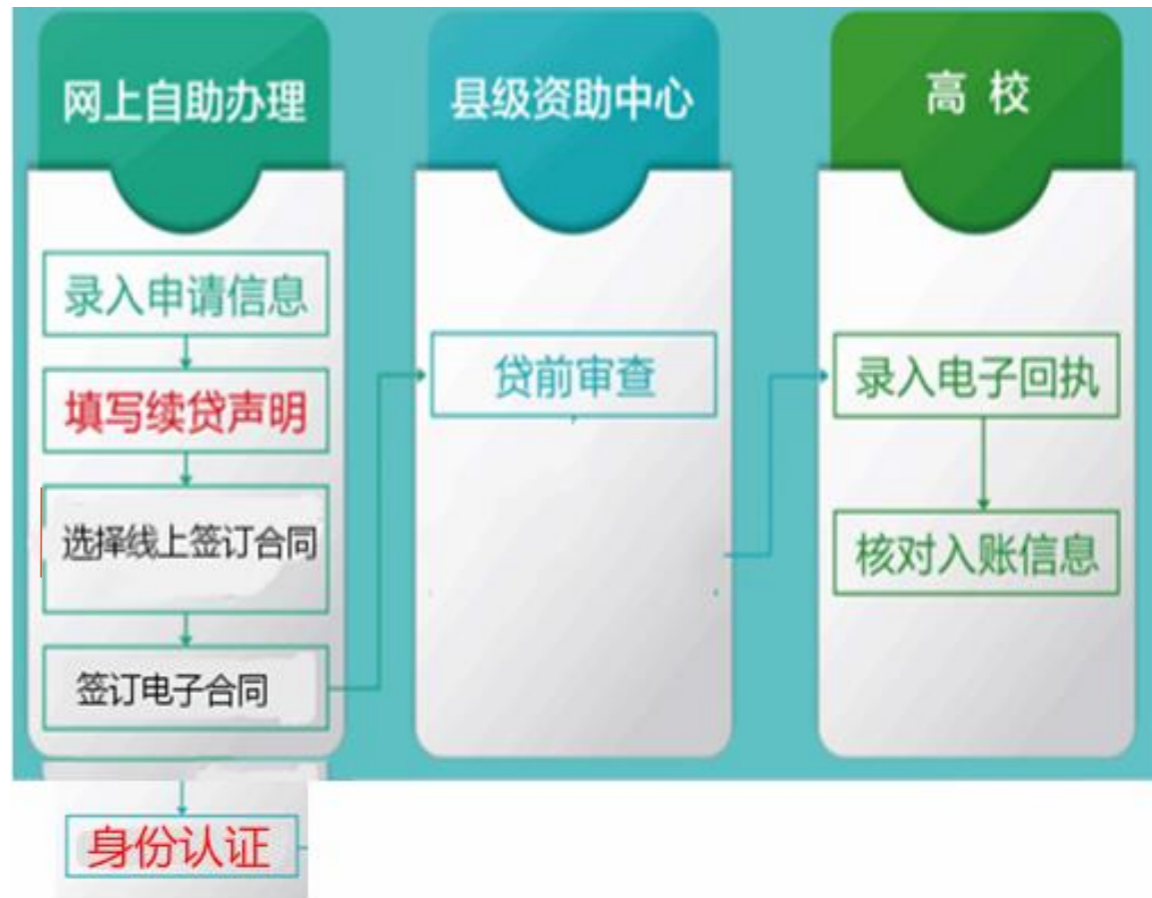 网上自助办理
录入申请信息
填写续贷声明
选择线上签订合同
签订电子合同
身份认证
县级资助中心
贷前审查
高校
录入电子回执
核对入账信息